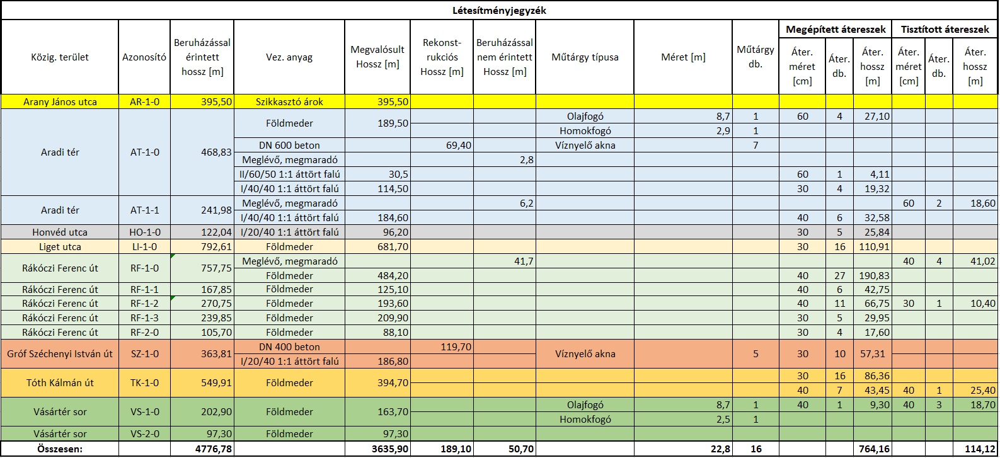 Létesítményjegyzék
Közig. terület Azonosító Beruházással érintett hossz [m] Vez. anyag Megvalósult Hossz [m] Rekonst-rukciós Hossz [m] Beruházással nem érintett Hossz [m] Műtárgy típusa Méret [m] Műtárgy db. Megépített átereszek Tisztított átereszek
Áter. méret [cm] Áter. db. Áter. hossz [m] Áter. méret [cm] Áter. db. Áter. hossz [m]
Arany János utca AR-1-0 395,50 Szikkasztó árok 395,50
Aradi tér AT-1-0 468,83 Földmeder 189,50 Olajfogó 8,7 1 60 4 27,10
Homokfogó 2,9 1
DN 600 beton 69,40 Víznyelő akna 7
Meglévő, megmaradó 2,8
II/60/50 1:1 áttört falú 30,5 60 1 4,11
I/40/40 1:1 áttört falú 114,50 30 4 19,32
Aradi tér AT-1-1 241,98 Meglévő, megmaradó 6,2 60 2 18,60
I/40/40 1:1 áttört falú 184,60 40 6 32,58
Honvéd utca HO-1-0 122,04 I/20/40 1:1 áttört falú 96,20 30 5 25,84
Liget utca LI-1-0 792,61 Földmeder 681,70 30 16 110,91
Rákóczi Ferenc út RF-1-0 757,75 Meglévő, megmaradó 41,7 40 4 41,02
Földmeder 484,20 40 27 190,83
Rákóczi Ferenc út RF-1-1 167,85 Földmeder 125,10 40 6 42,75
Rákóczi Ferenc út RF-1-2 270,75 Földmeder 193,60 40 11 66,75 30 1 10,40
Rákóczi Ferenc út RF-1-3 239,85 Földmeder 209,90 30 5 29,95
Rákóczi Ferenc út RF-2-0 105,70 Földmeder 88,10 30 4 17,60
Gróf Széchenyi István út SZ-1-0 363,81 DN 400 beton 119,70 Víznyelő akna 5 30 10 57,31
I/20/40 1:1 áttört falú 186,80
Tóth Kálmán út TK-1-0 549,91 Földmeder 394,70 30 16 86,36
40 7 43,45 40 1 25,40
Vásártér sor VS-1-0 202,90 Földmeder 163,70 Olajfogó 8,7 1 40 1 9,30 40 3 18,70
Homokfogó 2,5 1
Vásártér sor VS-2-0 97,30 Földmeder 97,30
Összesen: 4776,78 3635,90 189,10 50,70 22,8 16 764,16 114,12